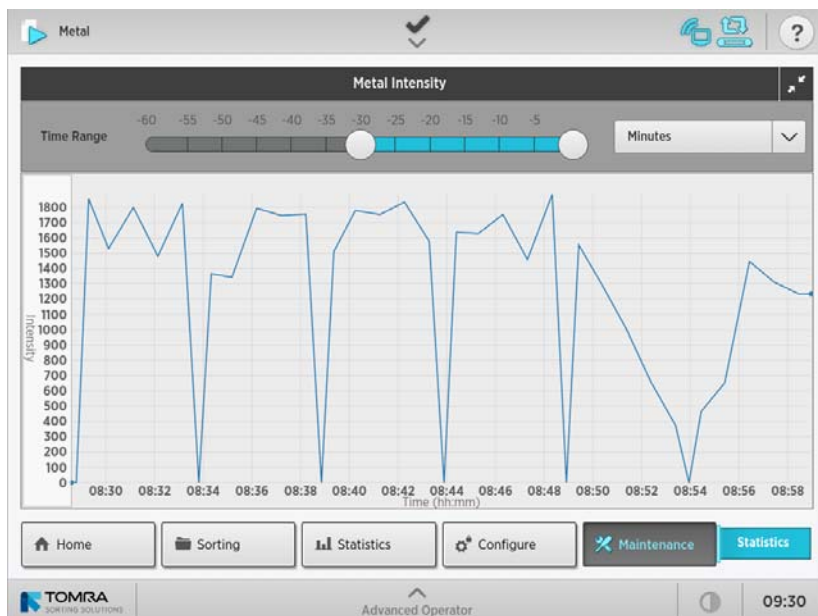 Metal
?
Metal Intensity
Time Range
-60 -55 -50 -45 -40 -35 -30 -25 -20 -15 -10 -5
Minutes
1800
1700
1600
1500
1400
1300
1200
1100
1000
900
800
700
600
500
400
300
200
100
0
Intensity
08:30 08:32 08:34 08:36 08:38 08:40 08:42 08:44 08:46 08:48 08:50 08:52 08:54 08:56 08:58
Time (hh:mm)
Home Sorting Statistics Configure Maintenance Statistics
TOMRA
SORTING SOLUTIONS
Advanced Operator
09:30